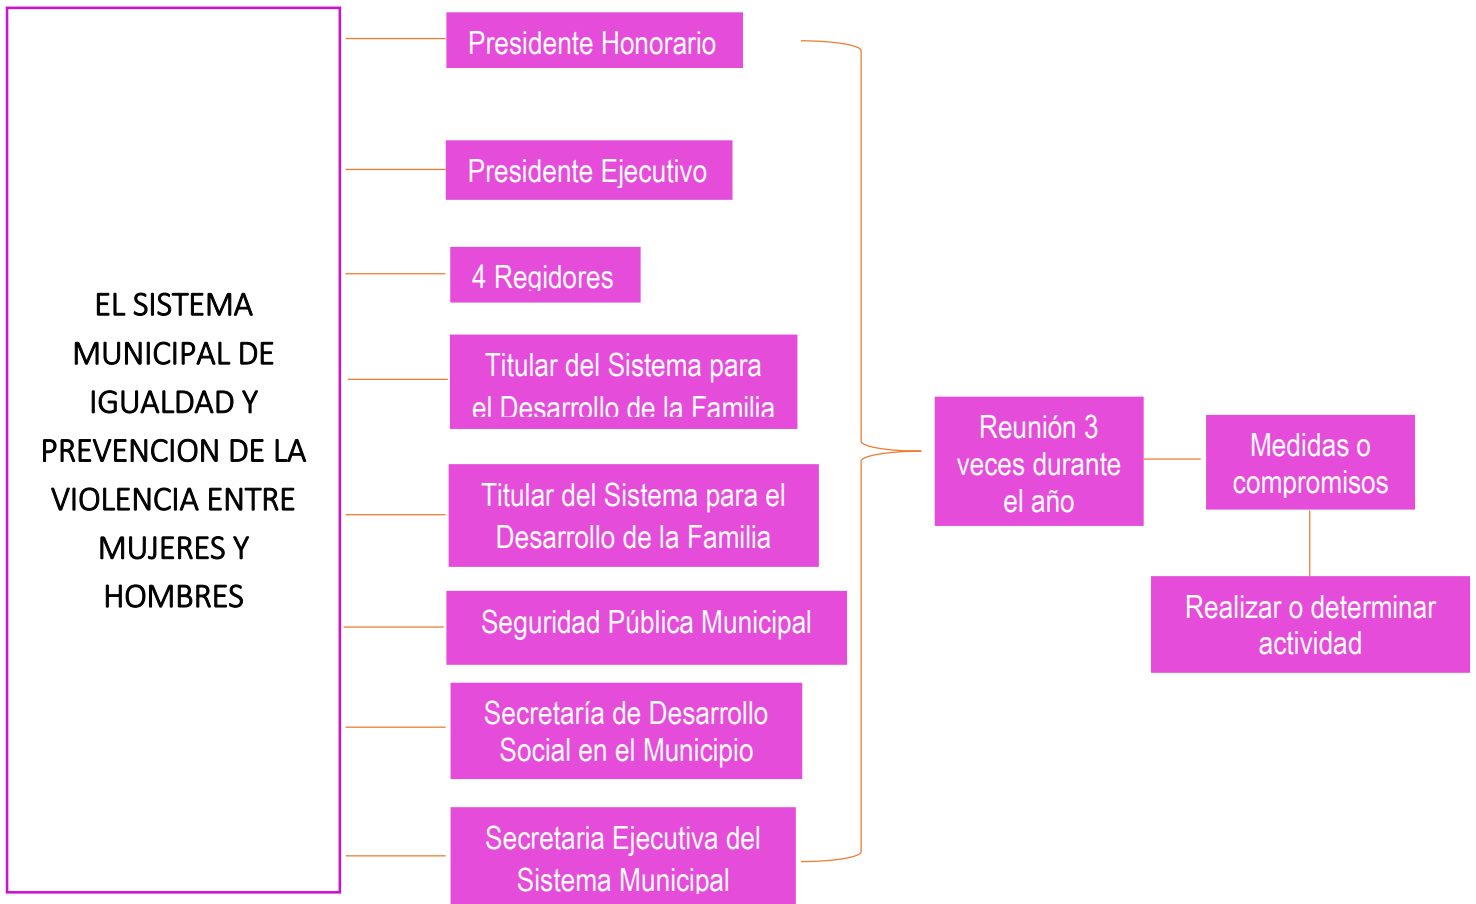 EL SISTEMA
MUNICIPAL DE
IGUALDAD Y
PREVENCION DE LA
VIOLENCIA ENTRE
MUJERES Y
HOMBRES
Presidente Honorario
Presidente Ejecutivo
4 Regidores
Titular del Sistema para
el Desarrollo de la Familia
Titular del Sistema para el
Desarrollo de la Familia
Seguridad Pública Municipal
Secretaría de Desarrollo
Social en el Municipio
Secretaria Ejecutiva del
Sistema Municipal
Reunión 3
veces durante
el año
Medidas o
compromisos
Realizar o determinar
actividad